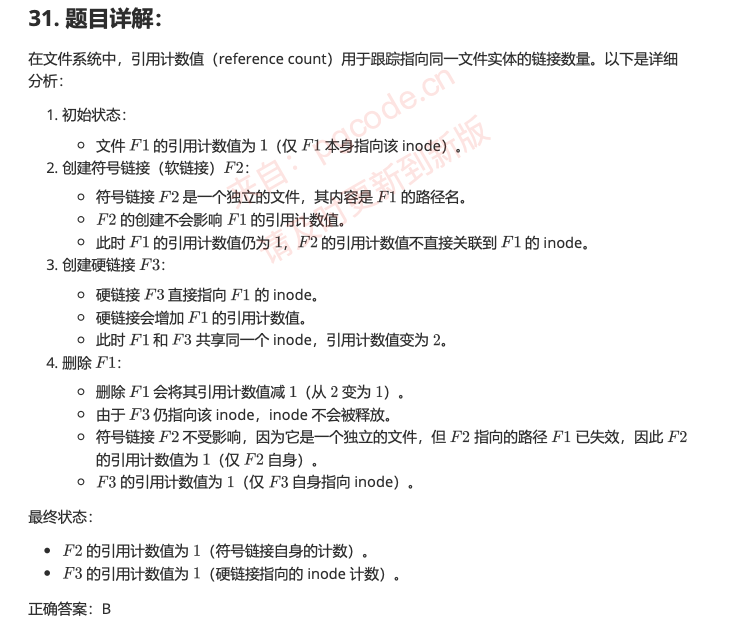 31. 题目详解：
在文件系统中，引用计数值（reference count）用于跟踪指向同一文件实体的链接数量。以下是详细
分析：
1. 初始状态：
文件 F1 的引用计数值为 1（仅 F1 本身指向该 inode）。
2. 创建符号链接（软链接）F2：
符号链接 F2 是一个独立的文件，其内容是 F1 的路径名。
F2 的创建不会影响 F1 的引用计数值。
此时 F1 的引用计数值仍为 1，F2 的引用计数值不直接关联到 F1 的 inode。
3. 创建硬链接 F3：
硬链接 F3 直接指向 F1 的 inode。
硬链接会增加 F1 的引用计数值。
此时 F1 和 F3 共享同一个 inode，引用计数值变为 2。
4. 删除 F1：
删除 F1 会将其引用计数值减 1（从 2 变为 1）。
由于 F3 仍指向该 inode，inode 不会被释放。
符号链接 F2 不受影响，因为它是一个独立的文件，但 F2 指向的路径 F1 已失效，因此 F2
的引用计数值为 1（仅 F2 自身）。
F3 的引用计数值为 1（仅 F3 自身指向 inode）。
最终状态：
F2 的引用计数值为 1（符号链接自身的计数）。
F3 的引用计数值为 1（硬链接指向的 inode 计数）。
正确答案：B
来自：pgcode.cn
请及时更新到新版